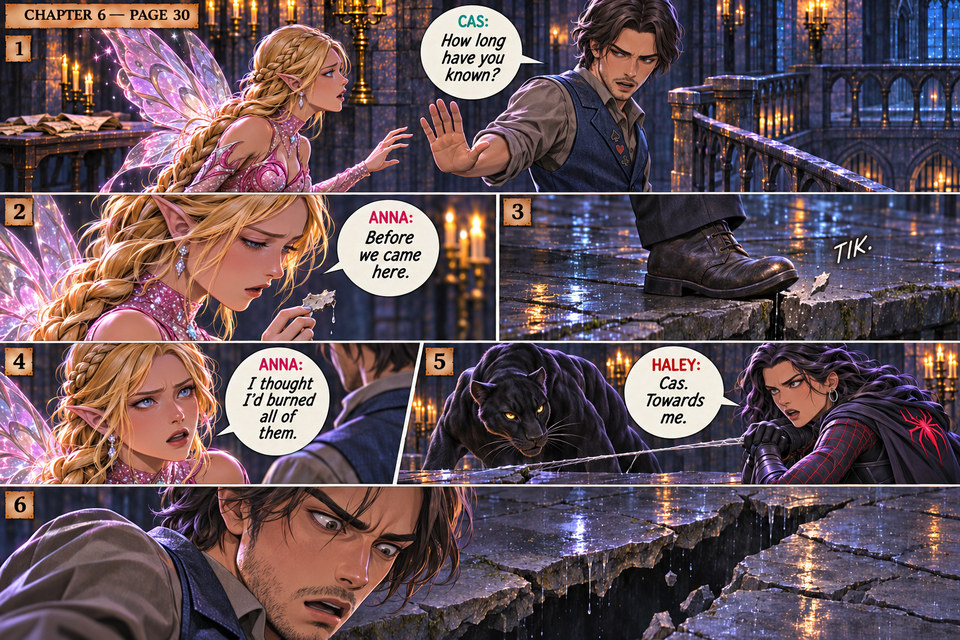 CHAPTER 6 — PAGE 30
1
CAS:
How long
have you
known?
2
ANNA:
Before
we came
here.
3
TIK.
4
ANNA:
I thought
I'd burned
all of
them.
5
HALEY:
Cas.
Towards
me.
6